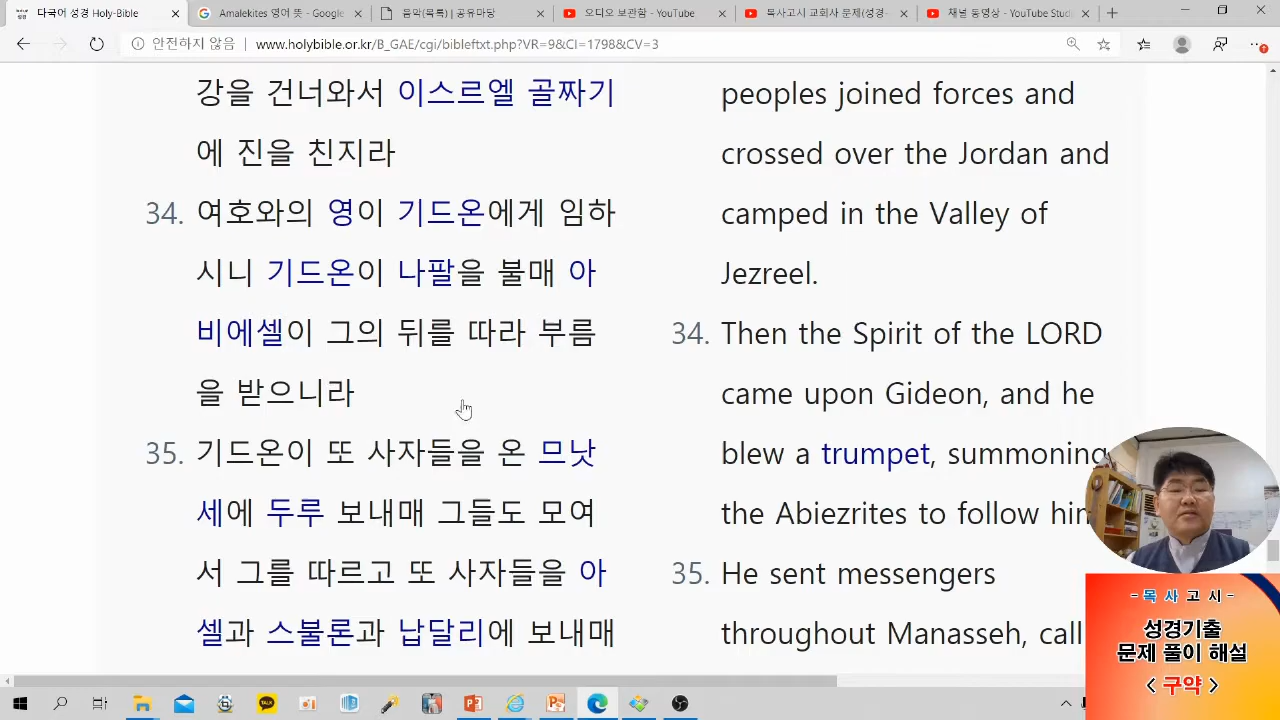 다국어 성경 Holy-Bible
Amalekites 영어 뜻 - Google
음악(목록) | 공유마당
오디오 보관함 - YouTube
목사고시 교회사 문제(성경-
채널 동영상 - YouTube Stud
안전하지 않음
www.holybible.or.kr/B_GAE/cgi/bibleftxt.php?VR=9&CI=1798&CV=3
강을 건너와서 이스르엘 골짜기
에 진을 친지라
34. 여호와의 영이 기드온에게 임하
시니 기드온이 나팔을 불매 아
비에셀이 그의 뒤를 따라 부름
을 받으니라
35. 기드온이 또 사자들을 온 므낫
세에 두루 보내매 그들도 모여
서 그를 따르고 또 사자들을 아
셀과 스불론과 납달리에 보내매
peoples joined forces and
crossed over the Jordan and
camped in the Valley of
Jezreel.
34. Then the Spirit of the LORD
came upon Gideon, and he
blew a trumpet, summoning
the Abiezrites to follow him
35. He sent messengers
throughout Manasseh, call
- 목 사 고 시 -
성경기출
문제 풀이 해설
< 구약 >